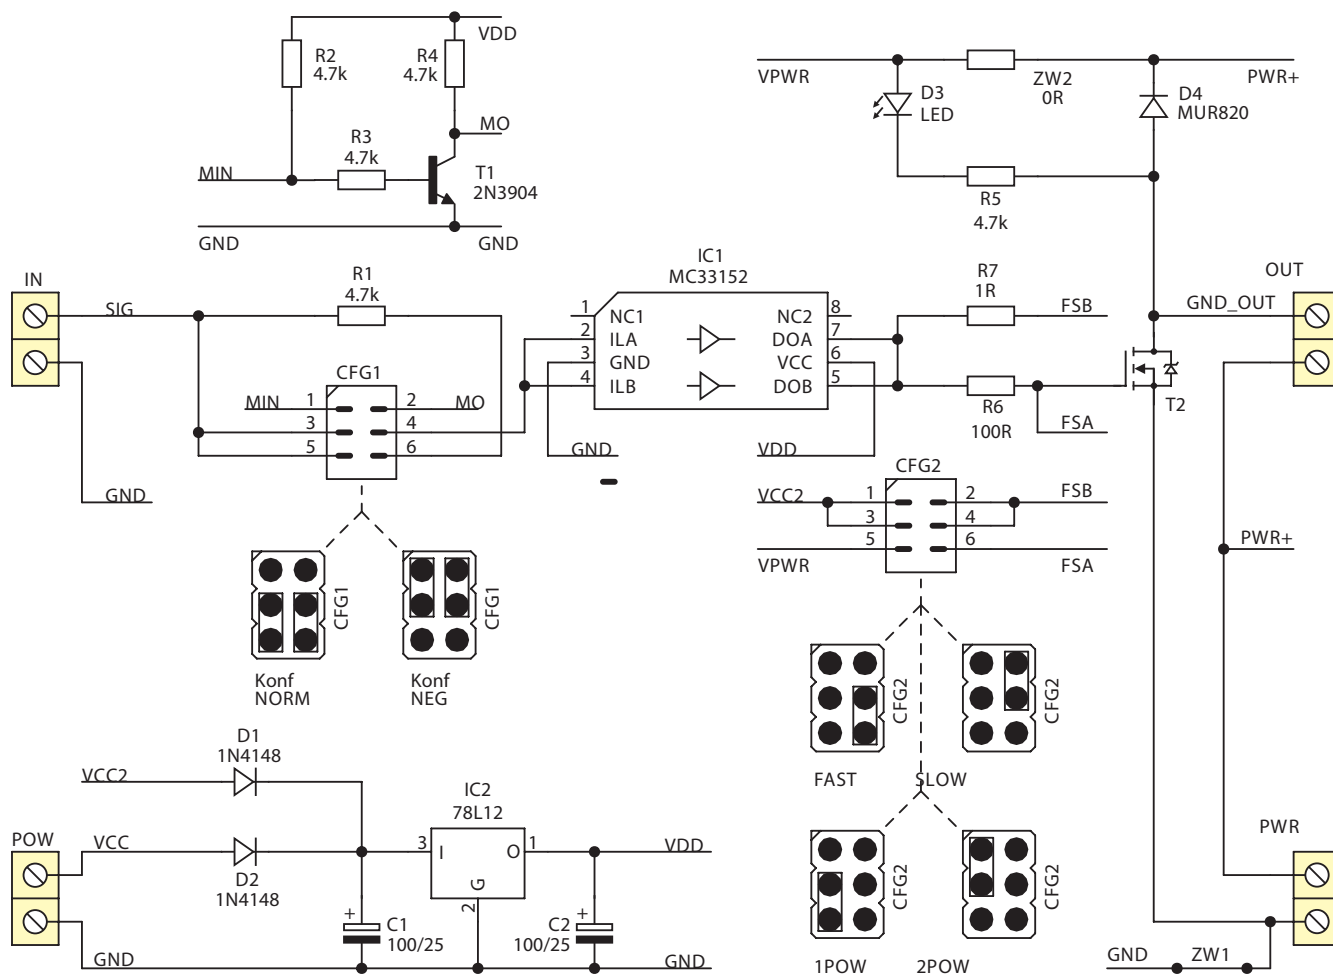 VDD
R2
4.7k
R4
4.7k
MO
R3
4.7k
MIN
T1
2N3904
GND
GND
VPWR
ZW2
0R
PWR+
D3
LED
D4
MUR820
R5
4.7k
IN
SIG
R1
4.7k
GND
CFG1
MIN
1
2
MO
3
4
5
6
IC1
MC33152
1
NC1
NC2
8
2
ILA
DOA
7
3
GND
VCC
6
4
ILB
DOB
5
GND
VDD
R7
1R
FSB
R6
100R
FSA
GND_OUT
OUT
T2
CFG2
VCC2
1
2
FSB
3
4
5
6
VPWR
FSA
PWR+
CFG1
Konf
NORM
CFG1
Konf
NEG
CFG2
FAST
CFG2
SLOW
CFG2
1POW
CFG2
2POW
D1
1N4148
VCC2
POW
VCC
D2
1N4148
IC2
78L12
3
I
O
1
G
2
VDD
+
C1
100/25
+
C2
100/25
GND
GND
PWR
GND
ZW1